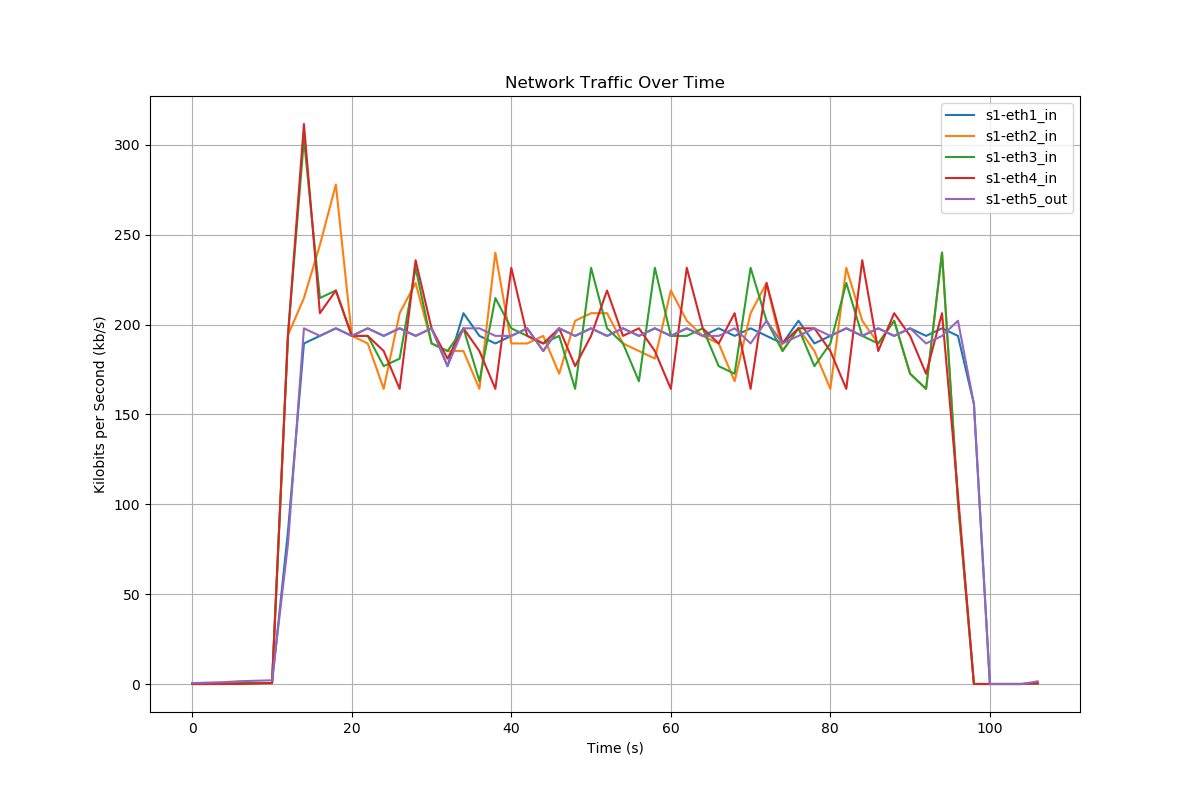 Network Traffic Over Time
s1-eth1_in
s1-eth2_in
s1-eth3_in
s1-eth4_in
s1-eth5_out
Kilobits per Second (kb/s)
300
250
200
150
100
50
0
0 20 40 60 80 100
Time (s)